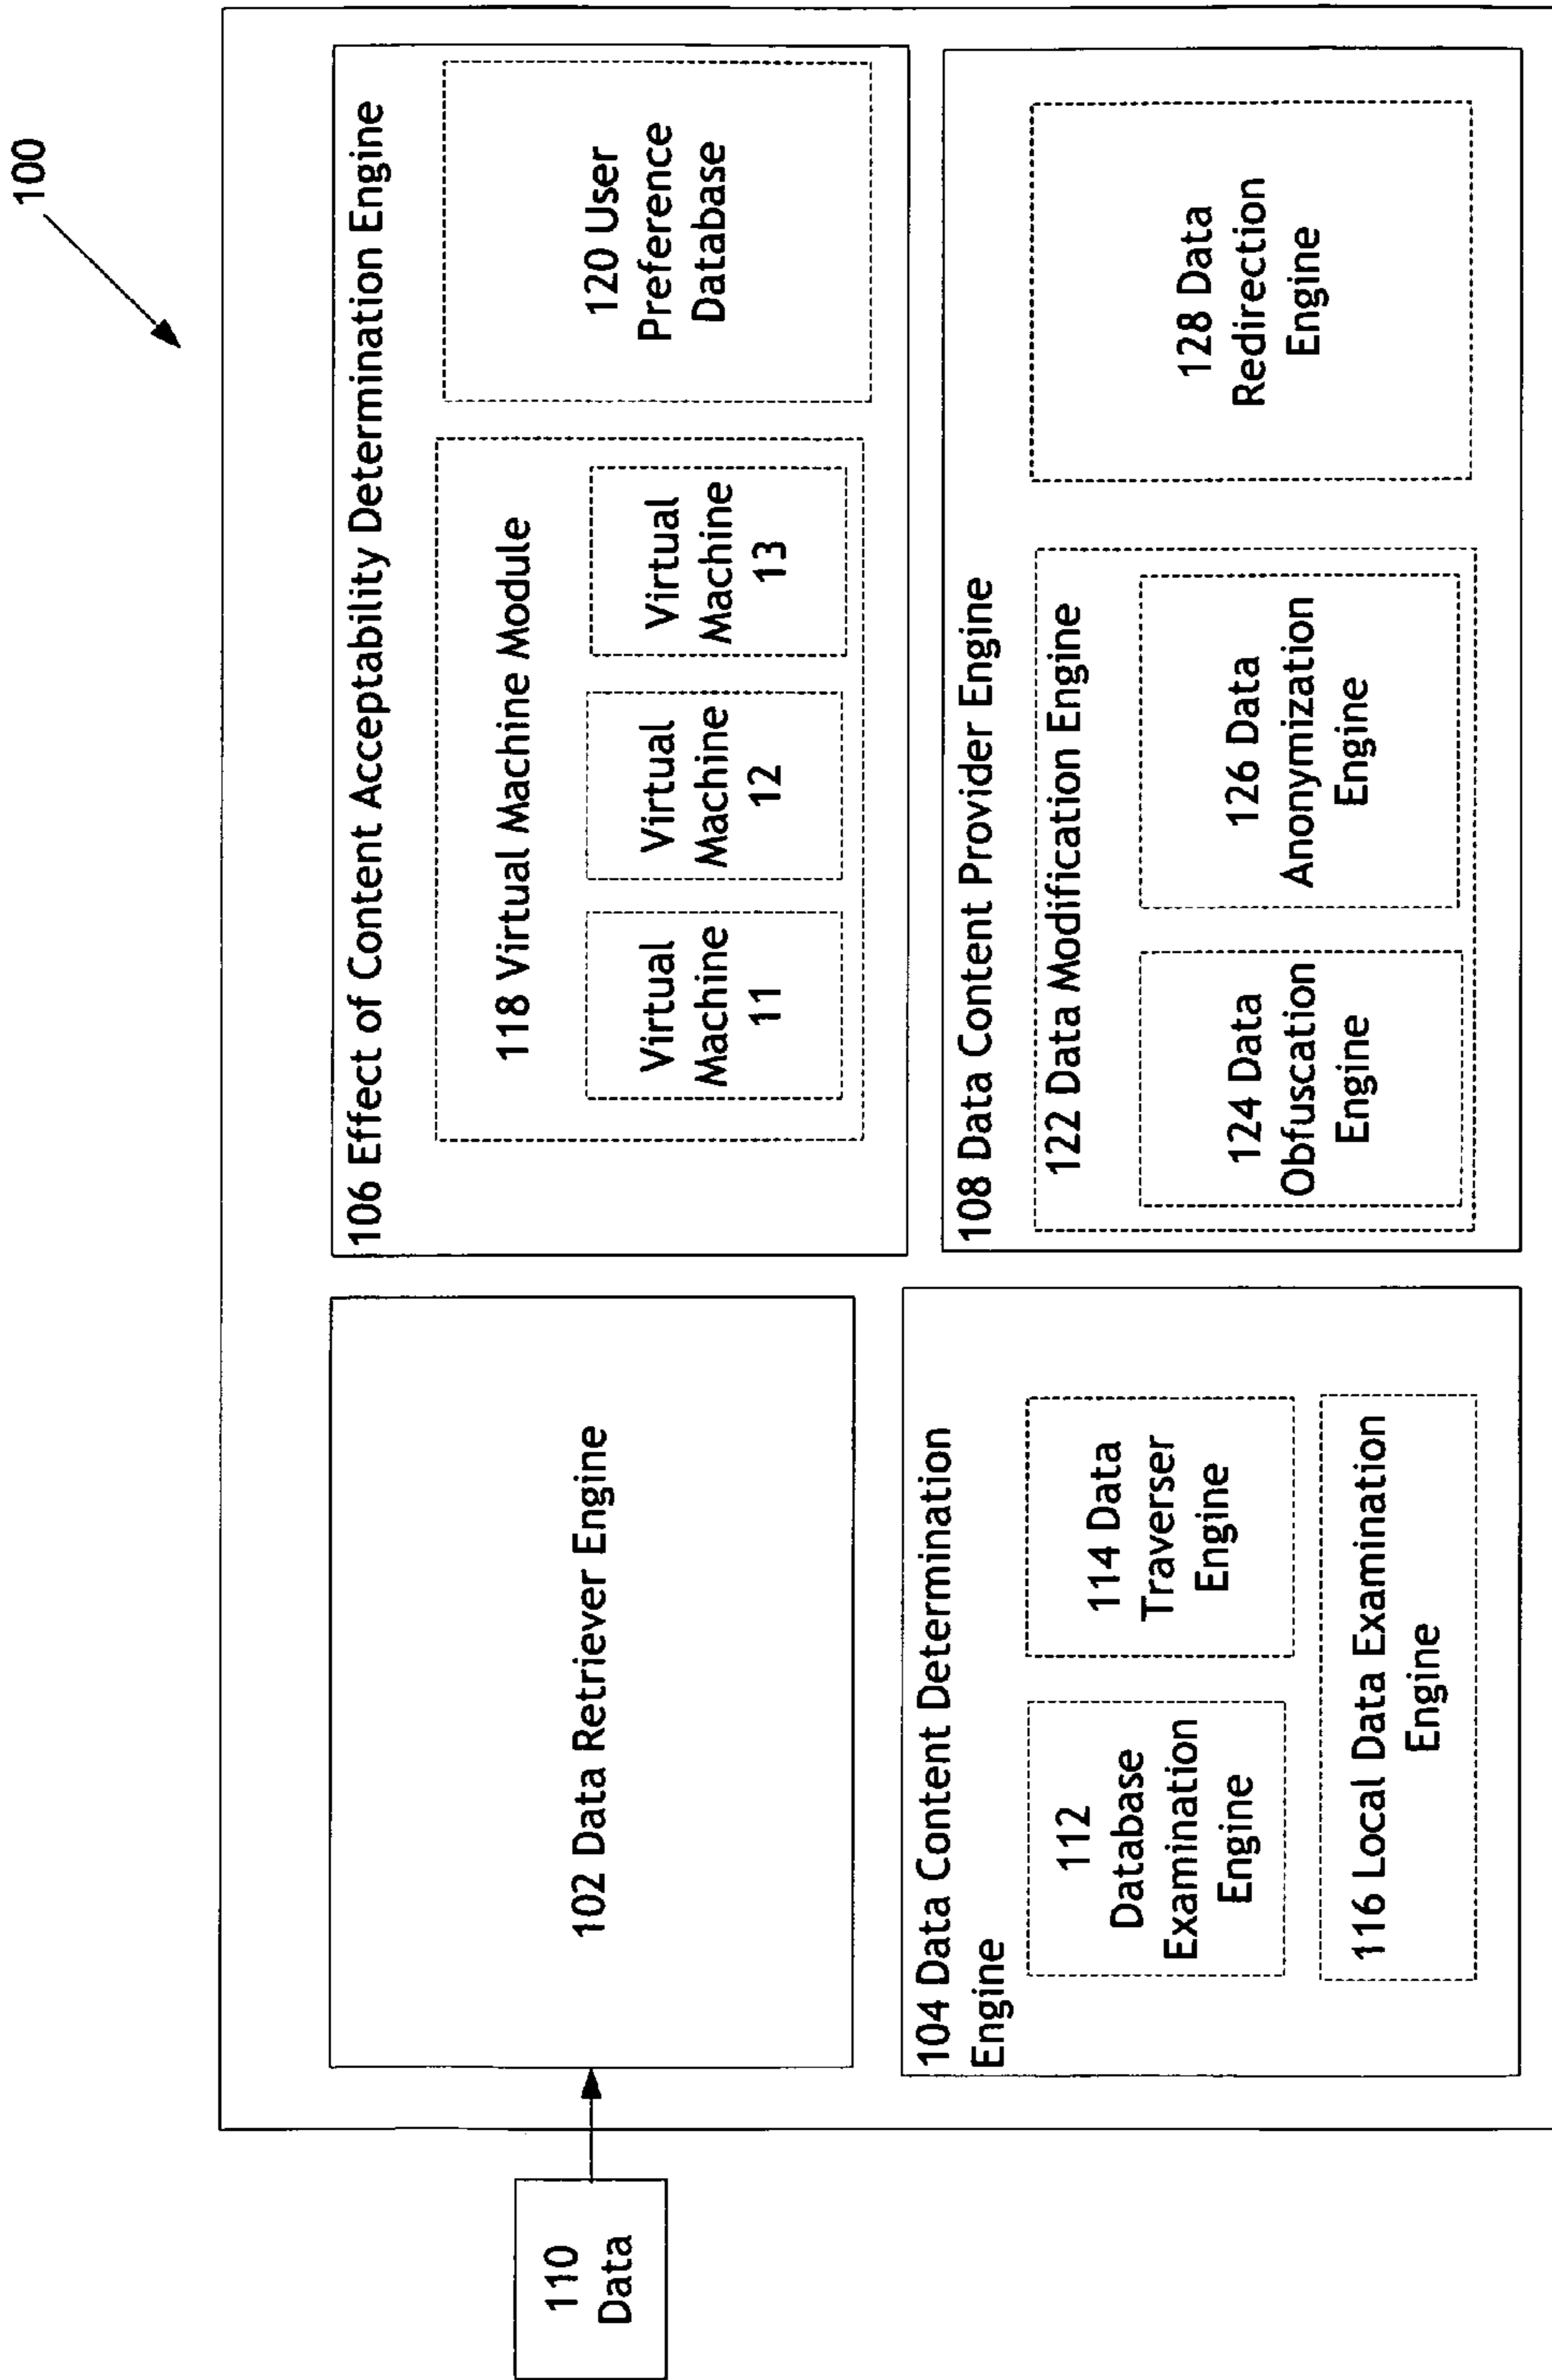 100
110
Data
102 Data Retriever Engine
106 Effect of Content Acceptability Determination Engine
118 Virtual Machine Module
Virtual
Machine
11
Virtual
Machine
12
Virtual
Machine
13
120 User
Preference
Database
104 Data Content Determination
Engine
112
Database
Examination
Engine
114 Data
Traverser
Engine
116 Local Data Examination
Engine
108 Data Content Provider Engine
122 Data Modification Engine
124 Data
Obfuscation
Engine
126 Data
Anonymization
Engine
128 Data
Redirection
Engine